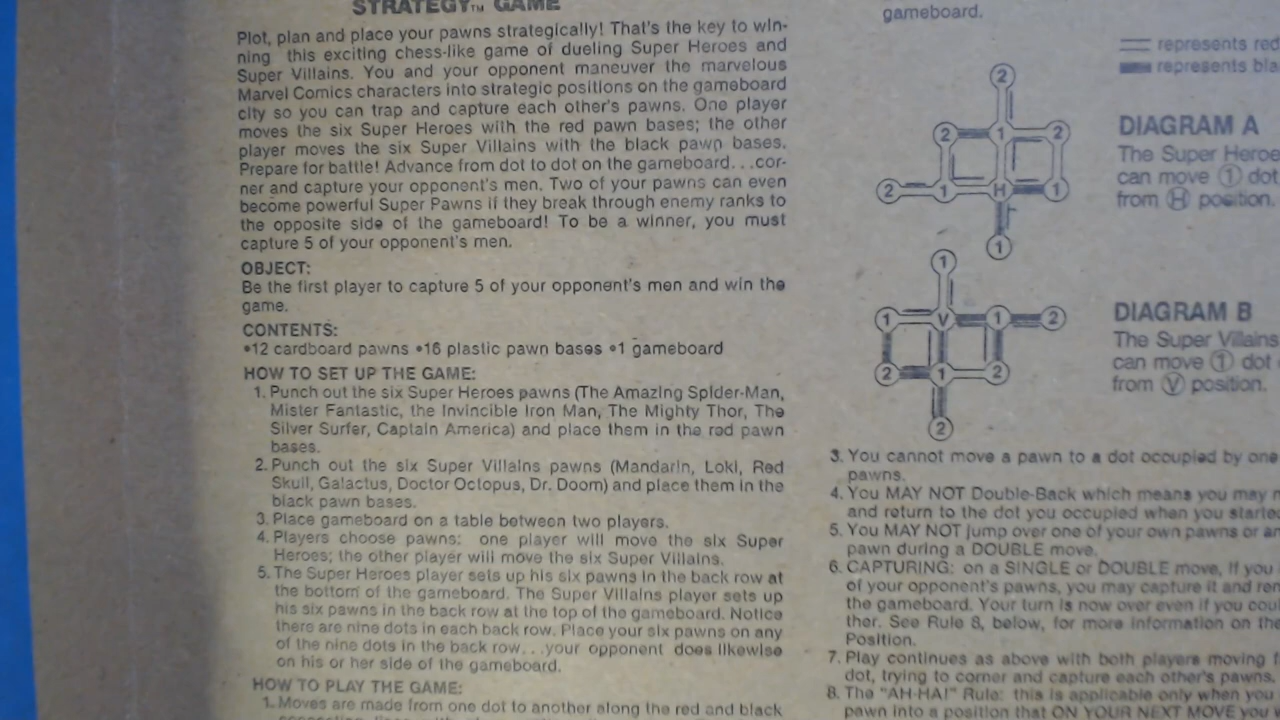 STRATEGY™ GAME
Plot, plan and place your pawns strategically! That's the key to win-
ning this exciting chess-like game of dueling Super Heroes and
Super Villains. You and your opponent maneuver the marvelous
Marvel Comics characters into strategic positions on the gameboard
city so you can trap and capture each other's pawns. One player
moves the six Super Heroes with the red pawn bases; the other
player moves the six Super Villains with the black pawn bases.
Prepare for battle! Advance from dot to dot on the gameboard...cor-
ner and capture your opponent's men. Two of your pawns can even
become powerful Super Pawns if they break through enemy ranks to
the opposite side of the gameboard! To be a winner, you must
capture 5 of your opponent's men.
OBJECT:
Be the first player to capture 5 of your opponent's men and win the
game.
CONTENTS:
•12 cardboard pawns •16 plastic pawn bases •1 gameboard
HOW TO SET UP THE GAME:
1. Punch out the six Super Heroes pawns (The Amazing Spider-Man,
Mister Fantastic, the Invincible Iron Man, The Mighty Thor, The
Silver Surfer, Captain America) and place them in the red pawn
bases.
2. Punch out the six Super Villains pawns (Mandarin, Loki, Red
Skull, Galactus, Doctor Octopus, Dr. Doom) and place them in the
black pawn bases.
3. Place gameboard on a table between two players.
4. Players choose pawns: one player will move the six Super
Heroes; the other player will move the six Super Villains.
5. The Super Heroes player sets up his six pawns in the back row at
the bottom of the gameboard. The Super Villains player sets up
his six pawns in the back row at the top of the gameboard. Notice
there are nine dots in each back row. Place your six pawns on any
of the nine dots in the back row...your opponent does likewise
on his or her side of the gameboard.
HOW TO PLAY THE GAME:
1. Moves are made from one dot to another along the red and black
gameboard.
represents red
represents bla
2
2 1 2
2 1 H 1
1
DIAGRAM A
The Super Heroe
can move 1 dot
from H position.
1
1 V 1 2
2 1 2
2
DIAGRAM B
The Super Villains
can move 1 dot
from V position.
3. You cannot move a pawn to a dot occupied by one
pawns.
4. You MAY NOT Double-Back which means you may
and return to the dot you occupied when you starte
5. You MAY NOT jump over one of your own pawns or
pawn during a DOUBLE move.
6. CAPTURING: on a SINGLE or DOUBLE move, if you
of your opponent's pawns, you may capture it and
the gameboard. Your turn is now over even if you
ther. See Rule 8, below, for more information on
Position.
7. Play continues as above with both players moving
dot, trying to corner and capture each other's pawns.
8. The "AH-HA!" Rule: this is applicable only when you
pawn into a position that ON YOUR NEXT MOVE you